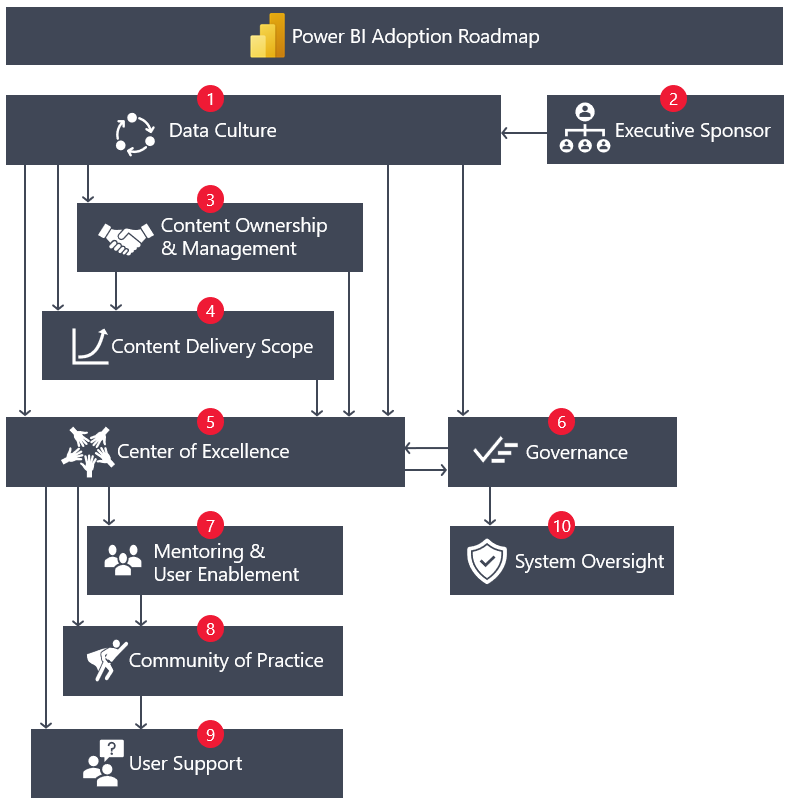 Power BI Adoption Roadmap
1
Data Culture
2
Executive Sponsor
3
Content Ownership
& Management
4
Content Delivery Scope
5
Center of Excellence
6
Governance
7
Mentoring &
User Enablement
10
System Oversight
8
Community of Practice
9
?
User Support